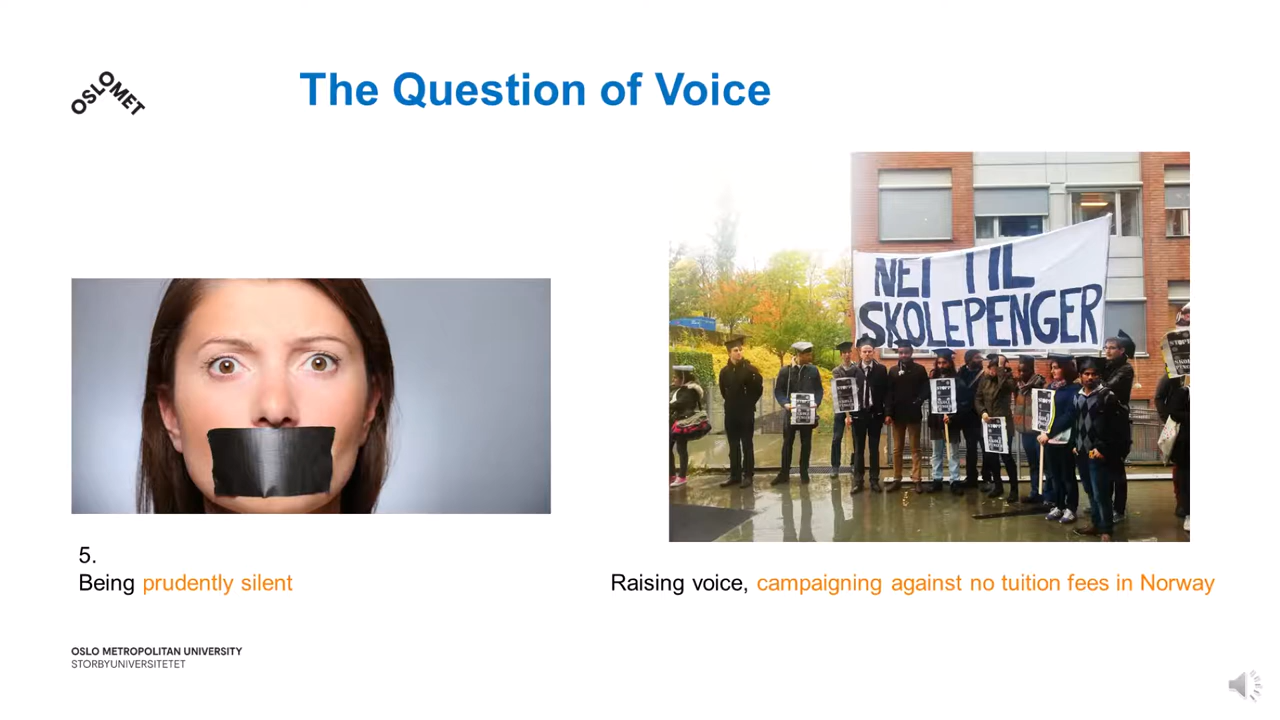 OSLOMET
The Question of Voice
NEI TIL
SKOLEPENGER
5.
Being prudently silent
Raising voice, campaigning against no tuition fees in Norway
OSLO METROPOLITAN UNIVERSITY
STORBYUNIVERSITETET